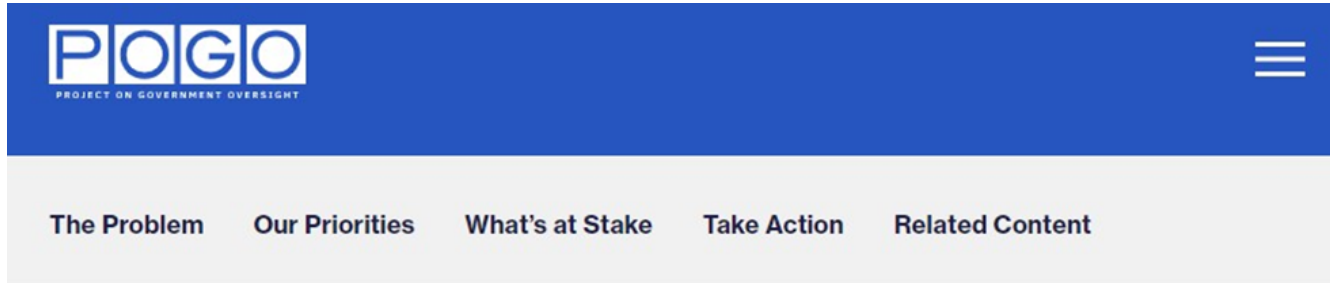 POGO
PROJECT ON GOVERNMENT OVERSIGHT
The Problem Our Priorities What's at Stake Take Action Related Content